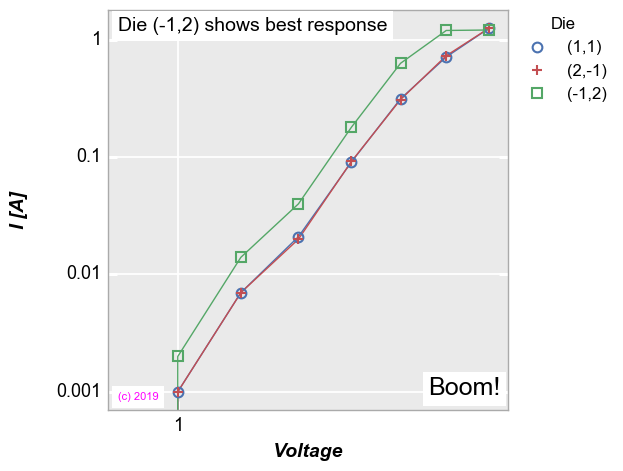 Die (-1,2) shows best response
Die
(1,1)
(2,-1)
(-1,2)
1
0.1
0.01
0.001
I [A]
(c) 2019
Boom!
1
Voltage